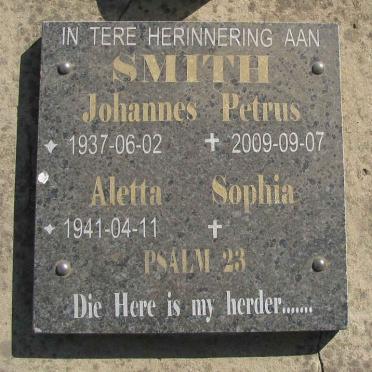 IN TERE HERINNERING AAN
SMITH
Johannes Petrus
1937-06-02 ✝ 2009-09-07
Aletta Sophia
1941-04-11 ✝
PSALM 23
Die Here is my herder.......